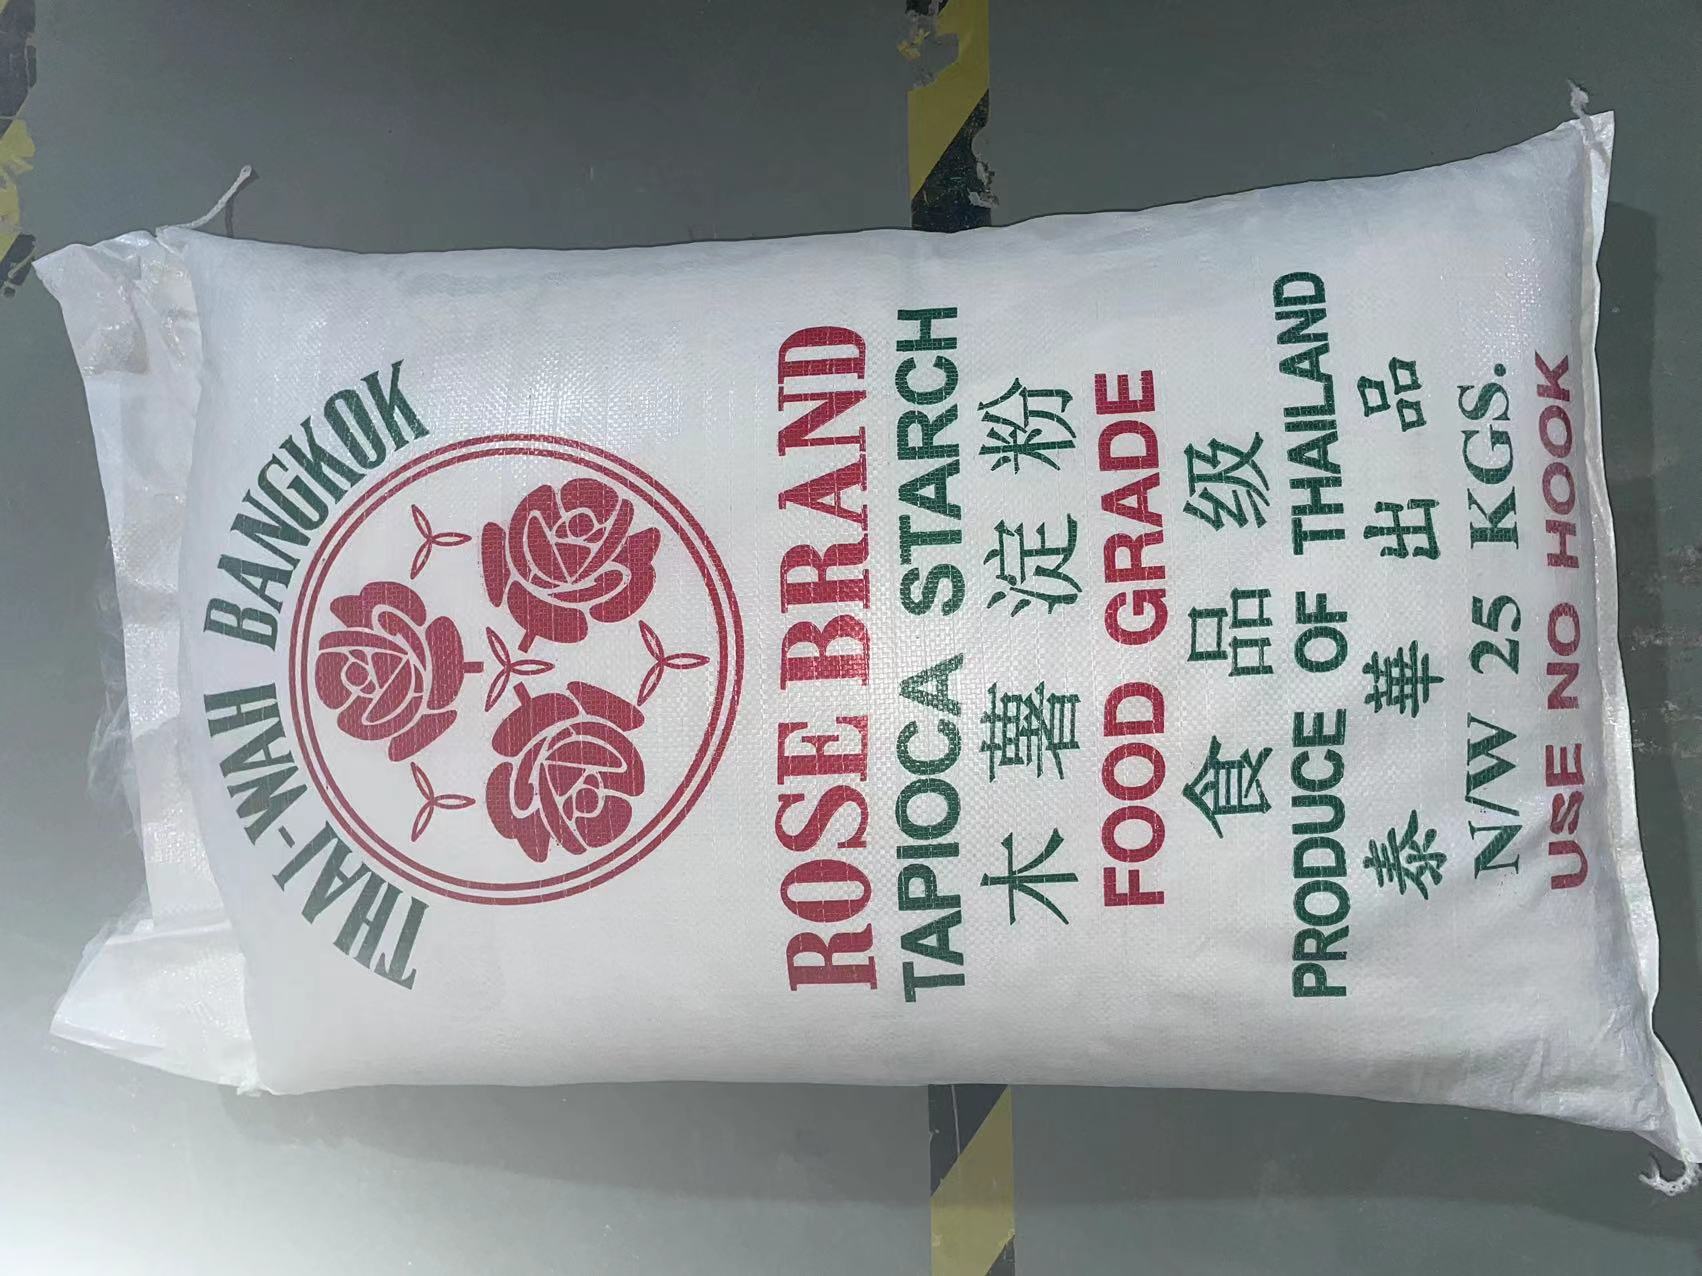 THAI-WAH BANGKOK
ROSE BRAND
TAPIOCA STARCH
木薯淀粉
FOOD GRADE
食品级
PRODUCE OF THAILAND
泰華出品
N/W 25 KGS.
USE NO HOOK